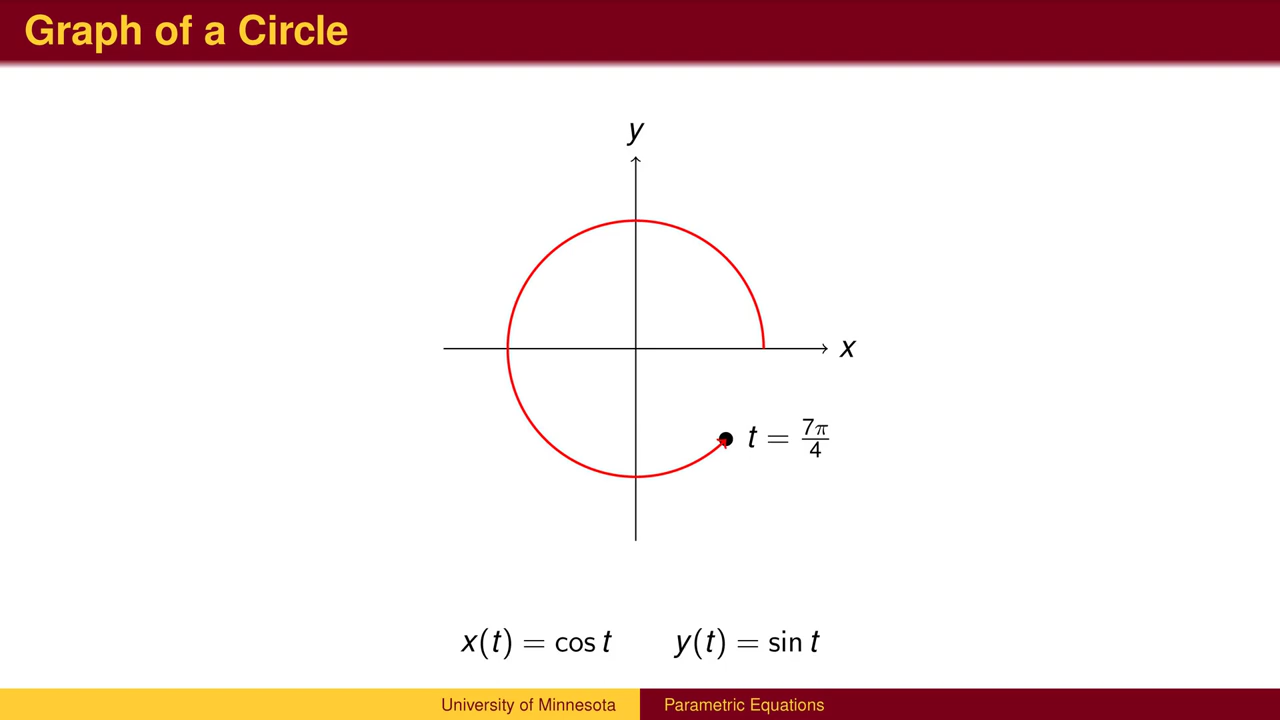 Graph of a Circle
y
x
t = 7π/4
x(t) = cos t y(t) = sin t
University of Minnesota Parametric Equations